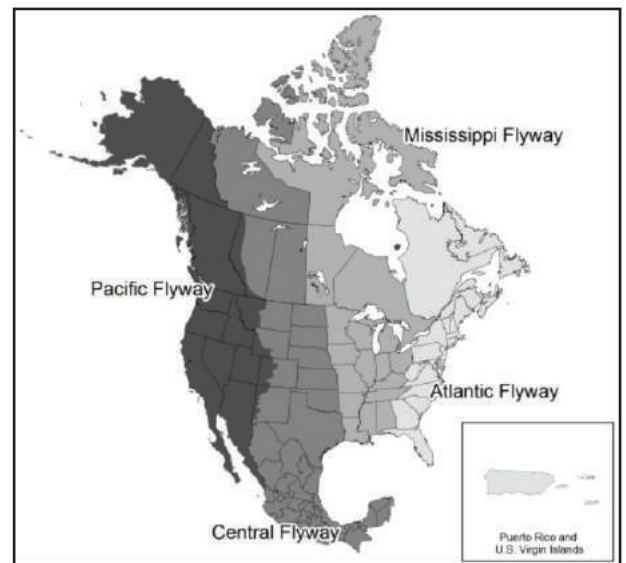 Mississippi Flyway
Pacific Flyway
Atlantic Flyway
Central Flyway
Puerto Rico and
U.S. Virgin Islands